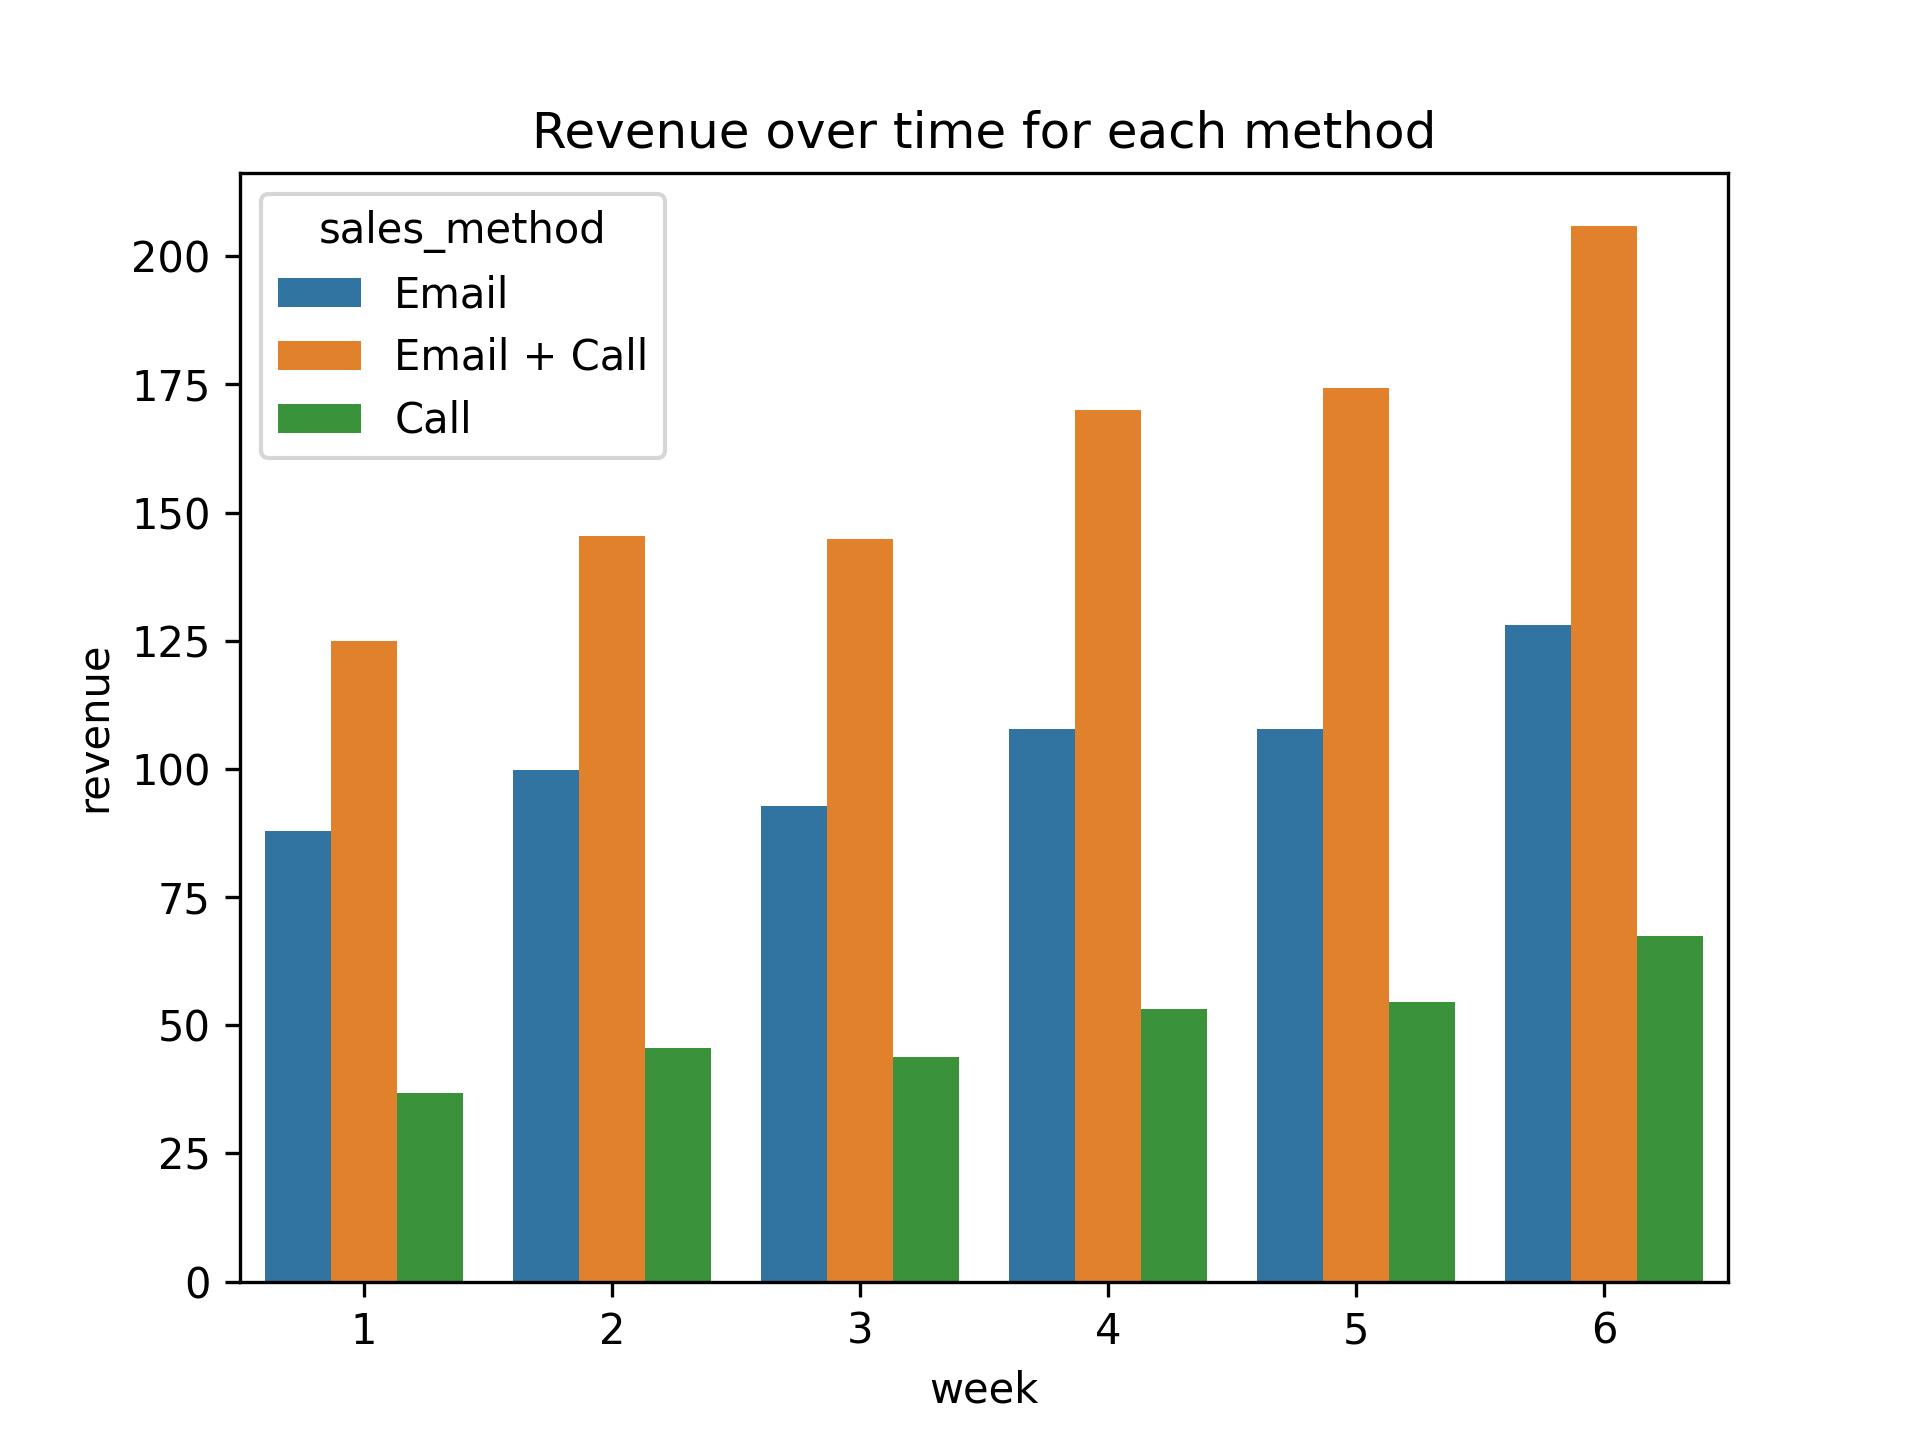 Revenue over time for each method
sales_method
Email
Email + Call
Call
revenue
200
175
150
125
100
75
50
25
0
1 2 3 4 5 6
week